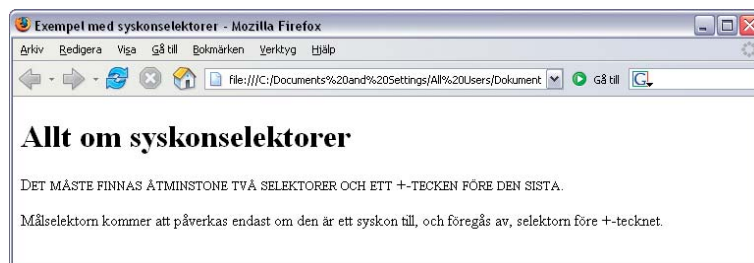 Exempel med syskonselektorer - Mozilla Firefox
Arkiv Redigera Visa Gå till Bokmärken Verktyg Hjälp
file:///C:/Documents%20and%20Settings/All%20Users/Dokument Gå till G
Allt om syskonselektorer
DET MÅSTE FINNAS ÅTMINSTONE TVÅ SELEKTORER OCH ETT +-TECKEN FÖRE DEN SISTA.
Målselektorn kommer att påverkas endast om den är ett syskon till, och föregås av, selektorn före +-tecknet.